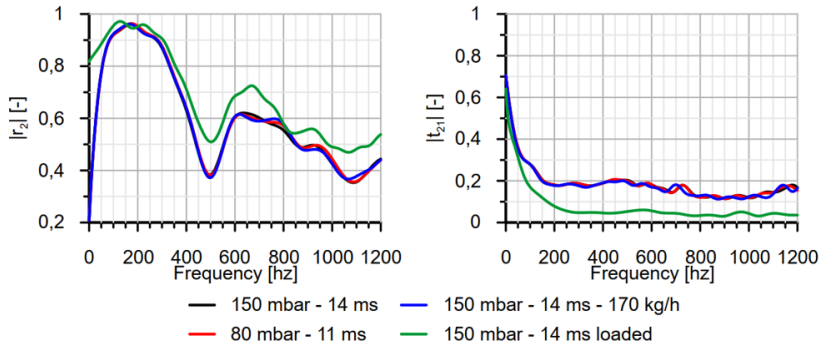 |r2| [-]
1
0,8
0,6
0,4
0,2
0 200 400 600 800 1000 1200
Frequency [hz]
|t21| [-]
1
0,8
0,6
0,4
0,2
0
0 200 400 600 800 1000 1200
Frequency [hz]
150 mbar - 14 ms
150 mbar - 14 ms - 170 kg/h
80 mbar - 11 ms
150 mbar - 14 ms loaded